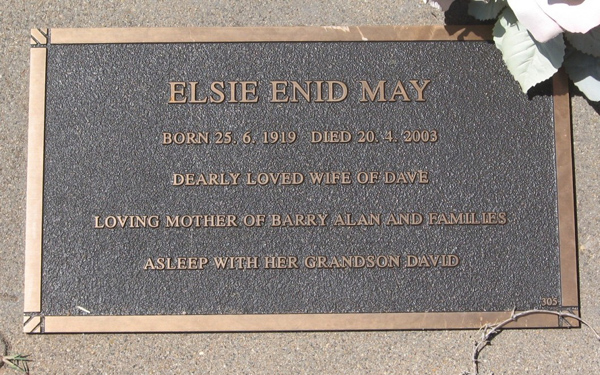 ELSIE ENID MAY
BORN 25. 6. 1919 DIED 20. 4. 2003
DEARLY LOVED WIFE OF DAVE
LOVING MOTHER OF BARRY ALAN AND FAMILIES
ASLEEP WITH HER GRANDSON DAVID
305